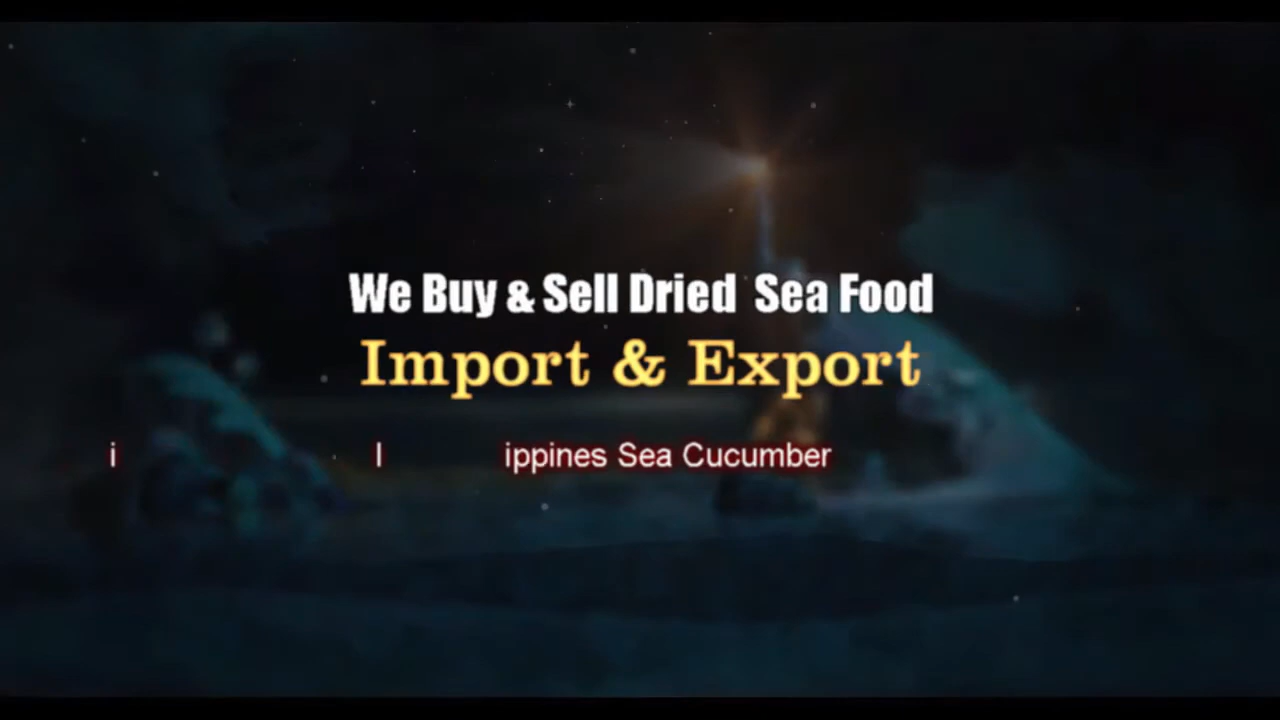 We Buy & Sell Dried Sea Food
Import & Export
i l ippines Sea Cucumber